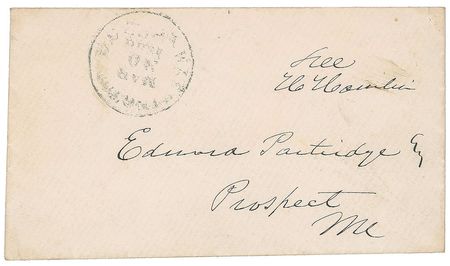 Free
H Hamlin
Edward Partridge Esq
Prospect
Me